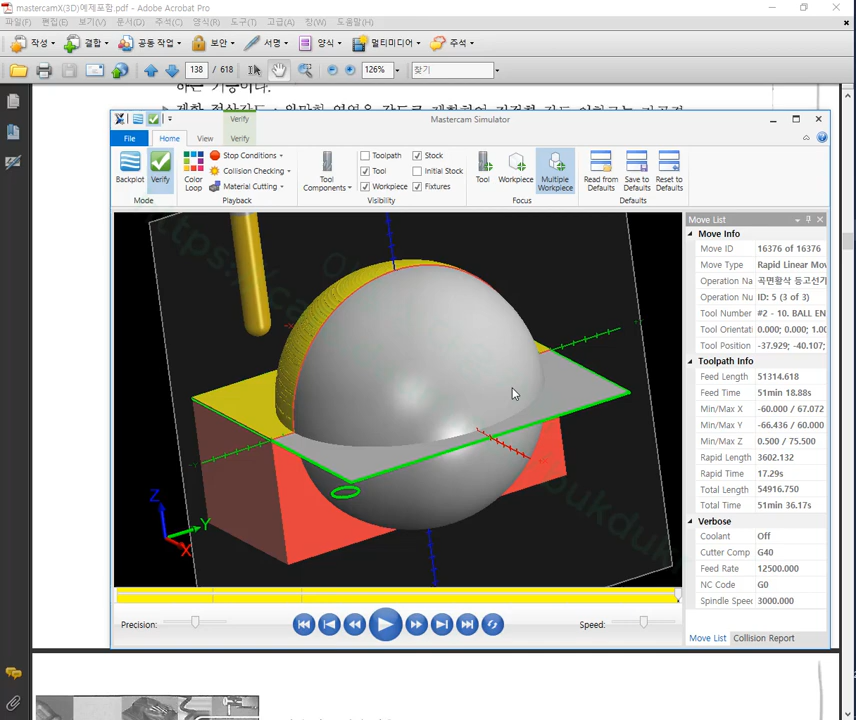 mastercamX(3D)예제포함.pdf - Adobe Acrobat Pro
파일(F) 편집(E) 보기(V) 문서(D) 주석(C) 양식(R) 도구(T) 고급(A) 창(W) 도움말(H)
작성 결합 공동 작업 보안 서명 양식 멀티미디어 주석
138 / 618 126% 찾기
하는 기능이다.
Verify
Mastercam Simulator
File Home View Verify
Backplot
Verify
Mode
Color Loop
Stop Conditions
Collision Checking
Material Cutting
Playback
Tool Components
Toolpath
Tool
Workpiece
Stock
Initial Stock
Fixtures
Visibility
Tool
Workpiece
Multiple Workpiece
Focus
Read from Defaults
Save to Defaults
Reset to Defaults
Defaults
Z
Y
X
Precision:
Speed:
Move List
Move Info
Move ID 16376 of 16376
Move Type Rapid Linear Mov
Operation Na 곡면황삭 등고선가
Operation Nu ID: 5 (3 of 3)
Tool Number #2 - 10. BALL EN
Tool Orientati 0.000; 0.000; 1.00
Tool Position -37.929; -40.107;
Toolpath Info
Feed Length 51314.618
Feed Time 51min 18.88s
Min/Max X -60.000 / 67.072
Min/Max Y -66.436 / 60.000
Min/Max Z 0.500 / 75.500
Rapid Length 3602.132
Rapid Time 17.29s
Total Length 54916.750
Total Time 51min 36.17s
Verbose
Coolant Off
Cutter Comp G40
Feed Rate 12500.000
NC Code G0
Spindle Speed 3000.000
Move List Collision Report